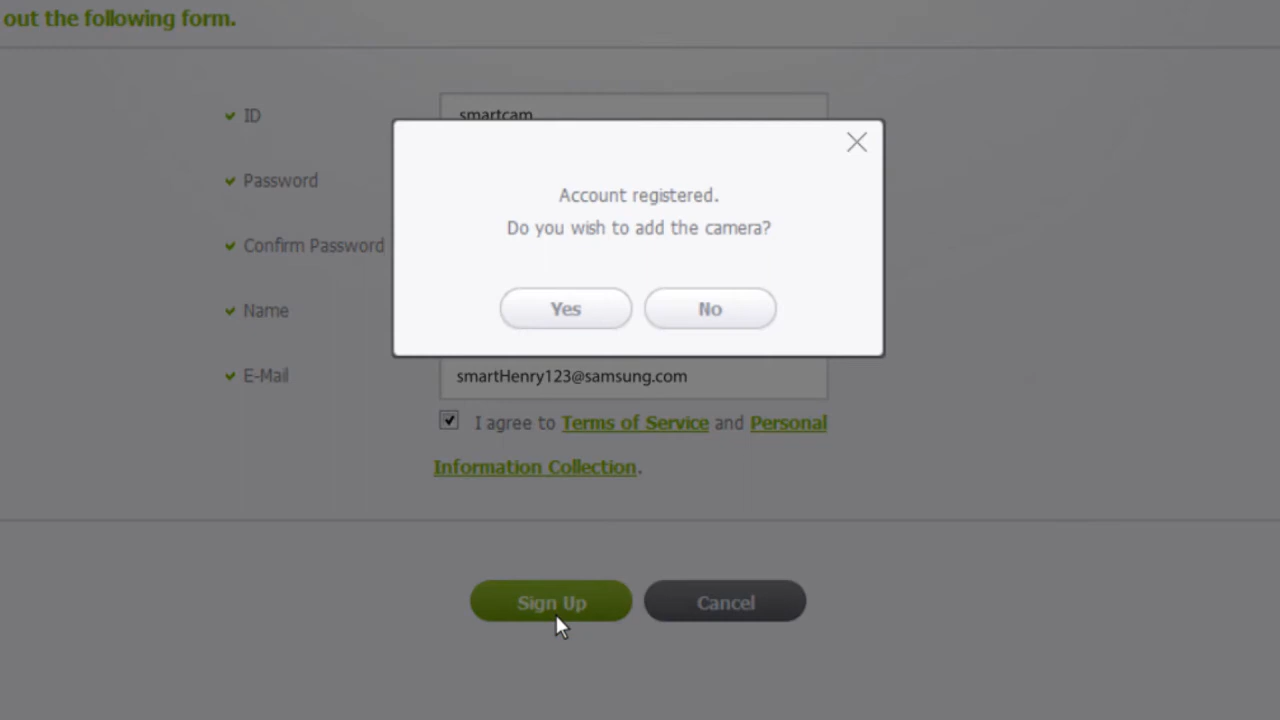 out the following form.
ID
smartcam
Password
Confirm Password
Name
E-Mail
smartHenry123@samsung.com
Account registered.
Do you wish to add the camera?
Yes No
I agree to Terms of Service and Personal
Information Collection.
Sign Up Cancel